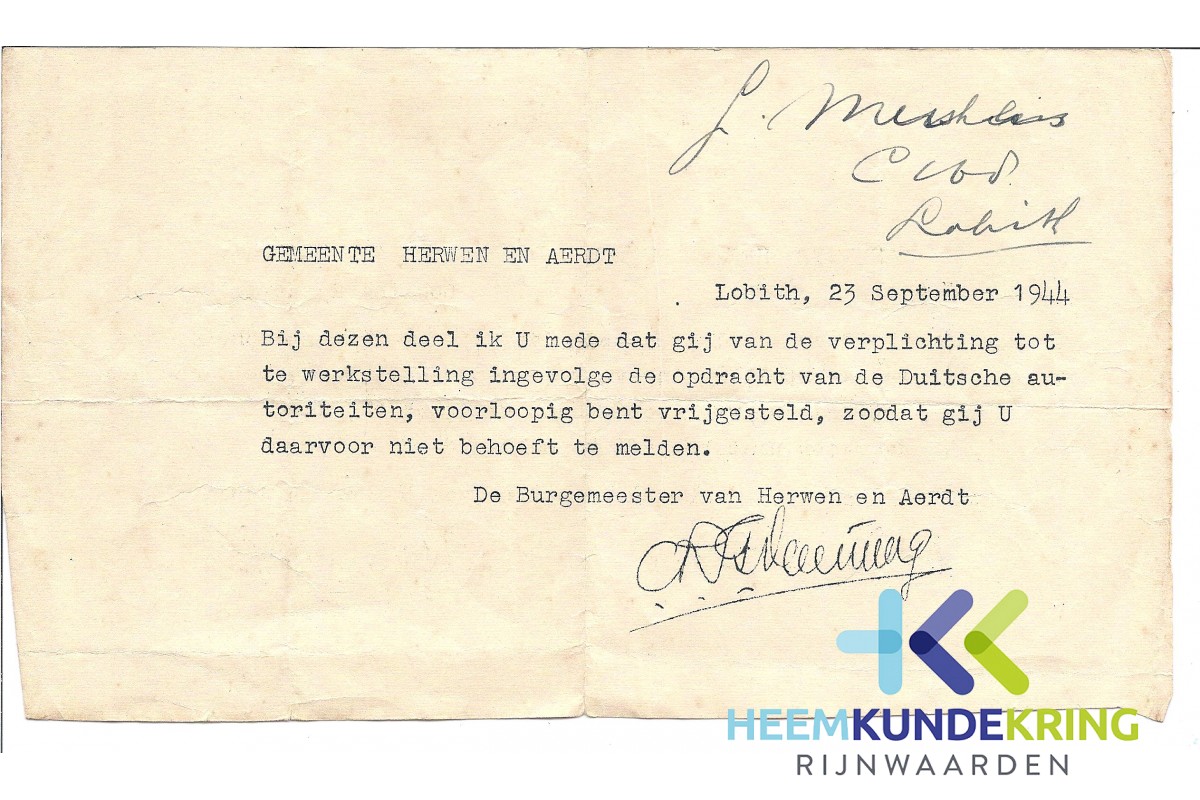 C 108.
Lobith
GEMEENTE HERWEN EN AERDT
Lobith, 23 September 1944
Bij dezen deel ik U mede dat gij van de verplichting tot
te werkstelling ingevolge de opdracht van de Duitsche au-
toriteiten, voorloopig bent vrijgesteld, zoodat gij U
daarvoor niet behoeft te melden.
De Burgemeester van Herwen en Aerdt
HEEMKUNDEKRING
RIJNWAARDEN